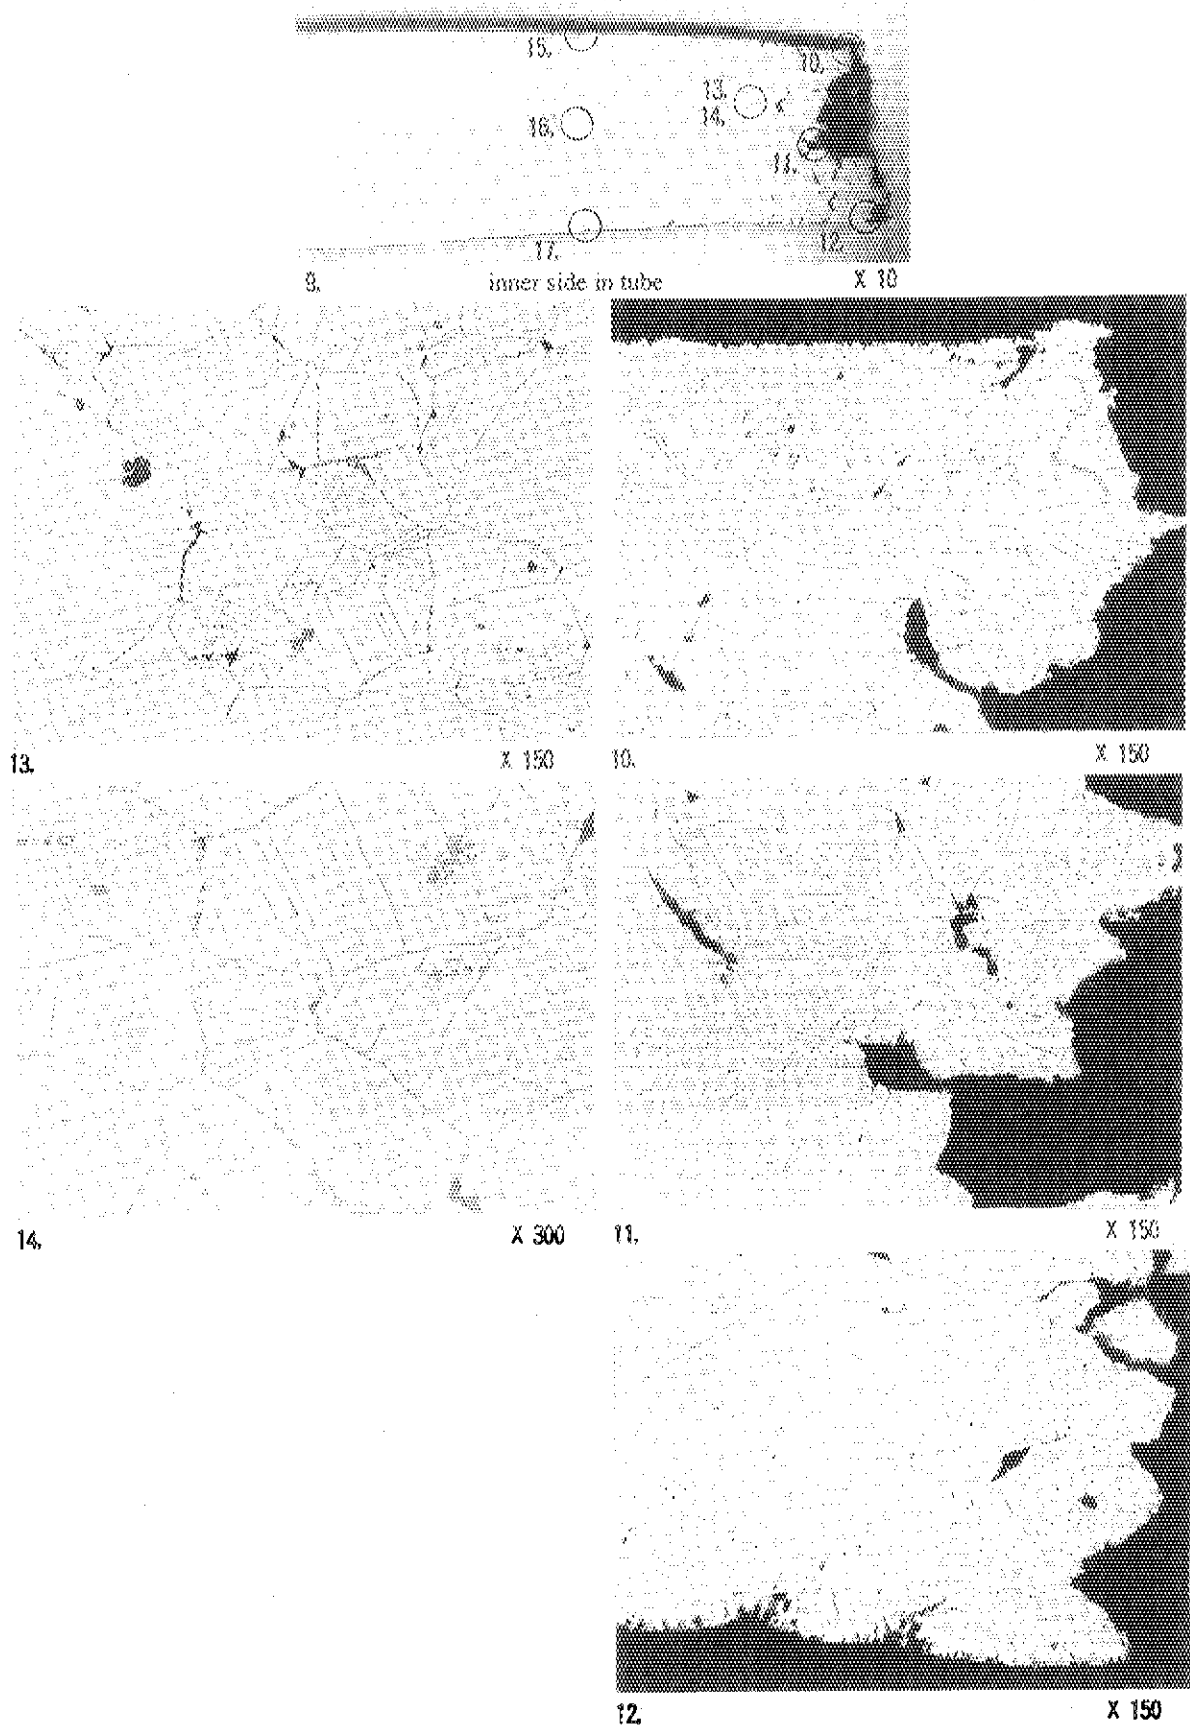 15.
10.
13.
14.
16.
11.
12.
17.
9. inner side in tube X 10
13. X 150
10. X 150
14. X 300
11. X 150
12. X 150